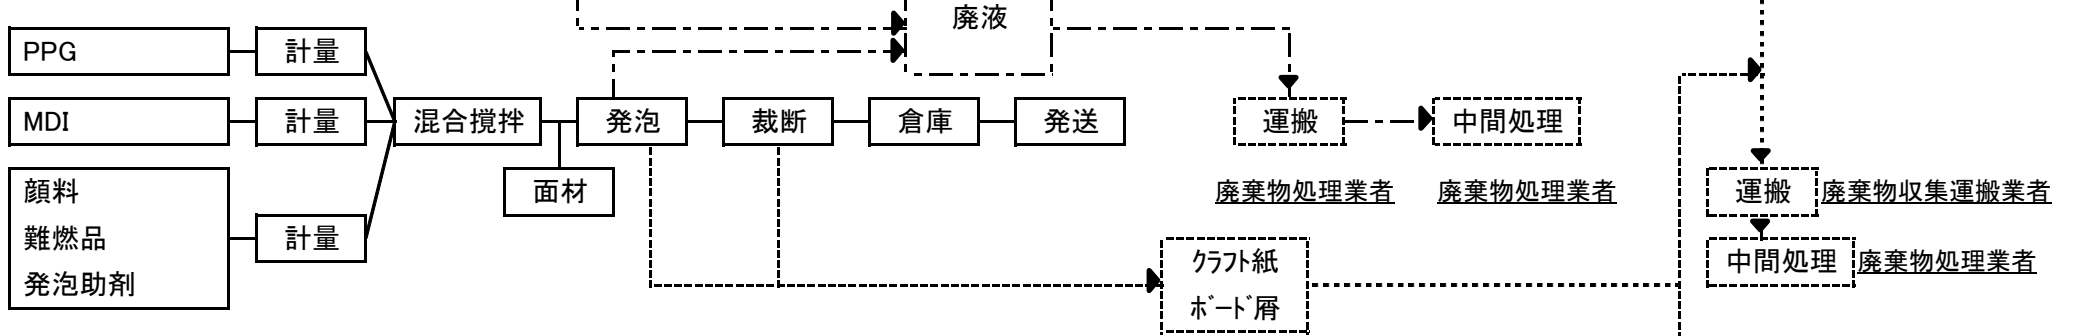 廃液
PPG
計量
MDI
計量
混合撹拌
発泡
裁断
倉庫
発送
運搬
中間処理
顔料
難燃品
発泡助剤
計量
面材
廃棄物処理業者
廃棄物処理業者
運搬
廃棄物収集運搬業者
中間処理
廃棄物処理業者
クラフト紙
ボード屑